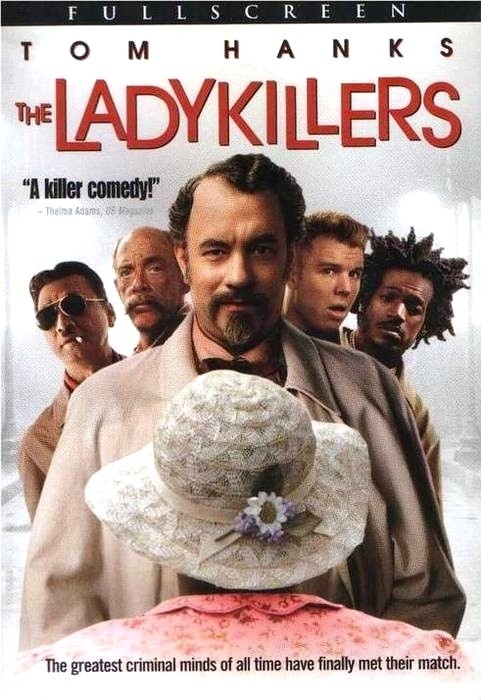 FULLSCREEN
TOM HANKS
THE LADYKILLERS
"A killer comedy!"
- Thelma Adams, US Magazine
The greatest criminal minds of all time have finally met their match.